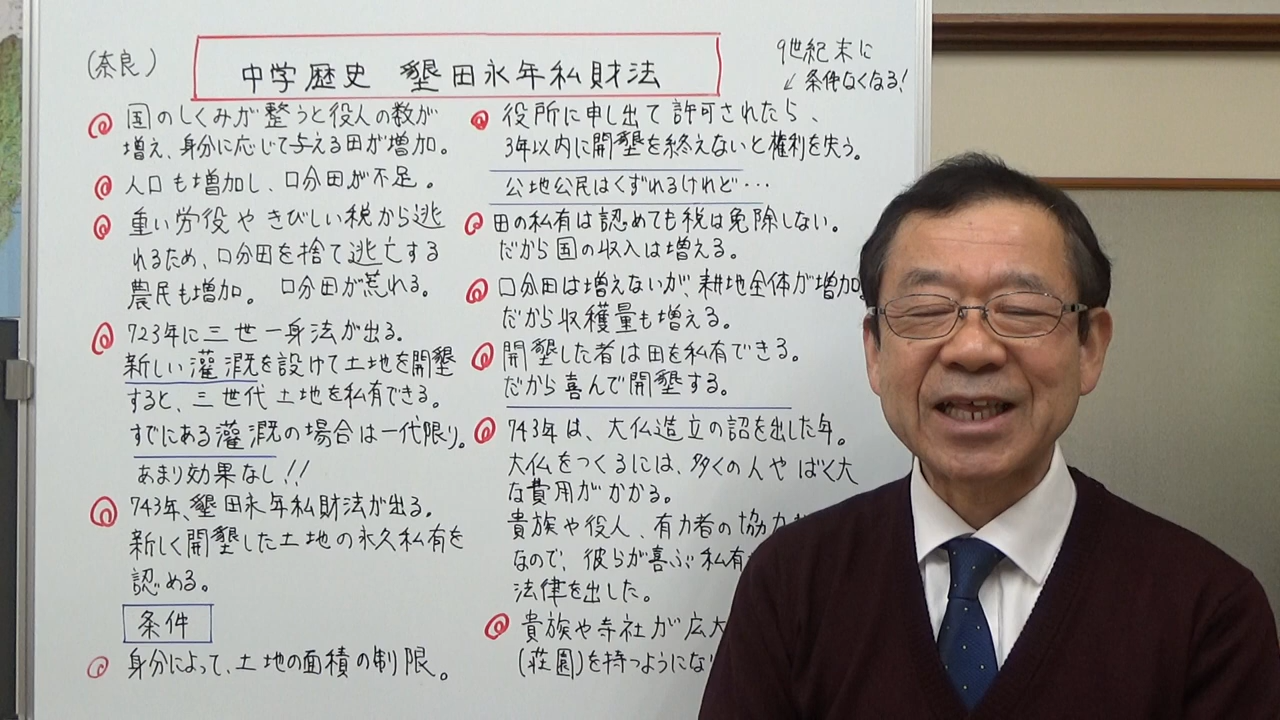 (奈良)
中学歴史 墾田永年私財法
9世紀末に
↙条件なくなる!
国のしくみが整うと役人の数が
増え、身分に応じて与える田が増加。
人口も増加し、口分田が不足。
重い労役やきびしい税から逃
れるため、口分田を捨て逃亡する
農民も増加。 口分田が荒れる。
723年に三世一身法が出る。
新しい灌漑を設けて土地を開墾
すると、三世代土地を私有できる。
すでにある灌漑の場合は一代限り。
あまり効果なし!!
743年、墾田永年私財法が出る。
新しく開墾した土地の永久私有を
認める。
条件
身分によって、土地の面積の制限。
役所に申し出て許可されたら、
3年以内に開墾を終えないと権利を失う。
公地公民はくずれるけれど・・・
田の私有は認めても税は免除しない。
だから国の収入は増える。
口分田は増えないが、耕地全体が増加
だから収穫量も増える。
開墾した者は田を私有できる。
だから喜んで開墾する。
743年は、大仏造立の詔を出した年。
大仏をつくるには、多くの人やばく大
な費用がかかる。
貴族や役人、有力者の協力
なので、彼らが喜ぶ私有
法律を出した。
貴族や寺社が広大
(荘園)を持つようにな